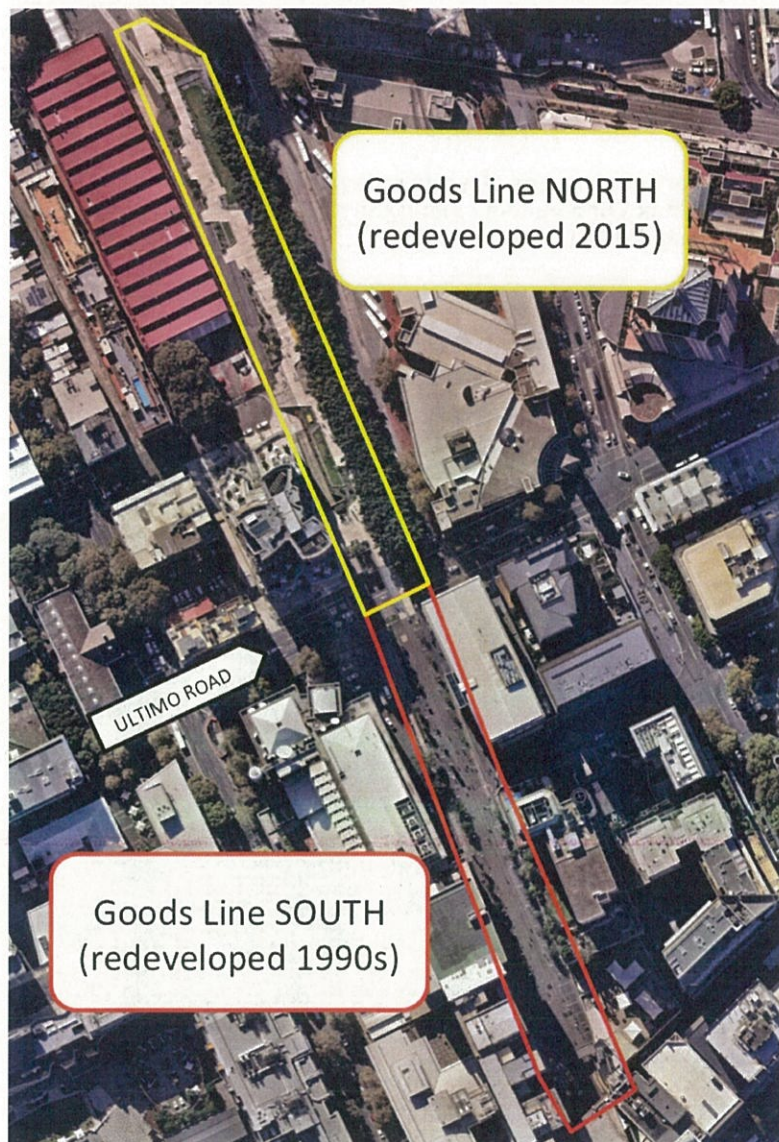 Goods Line NORTH
(redeveloped 2015)
ULTIMO ROAD
Goods Line SOUTH
(redeveloped 1990s)